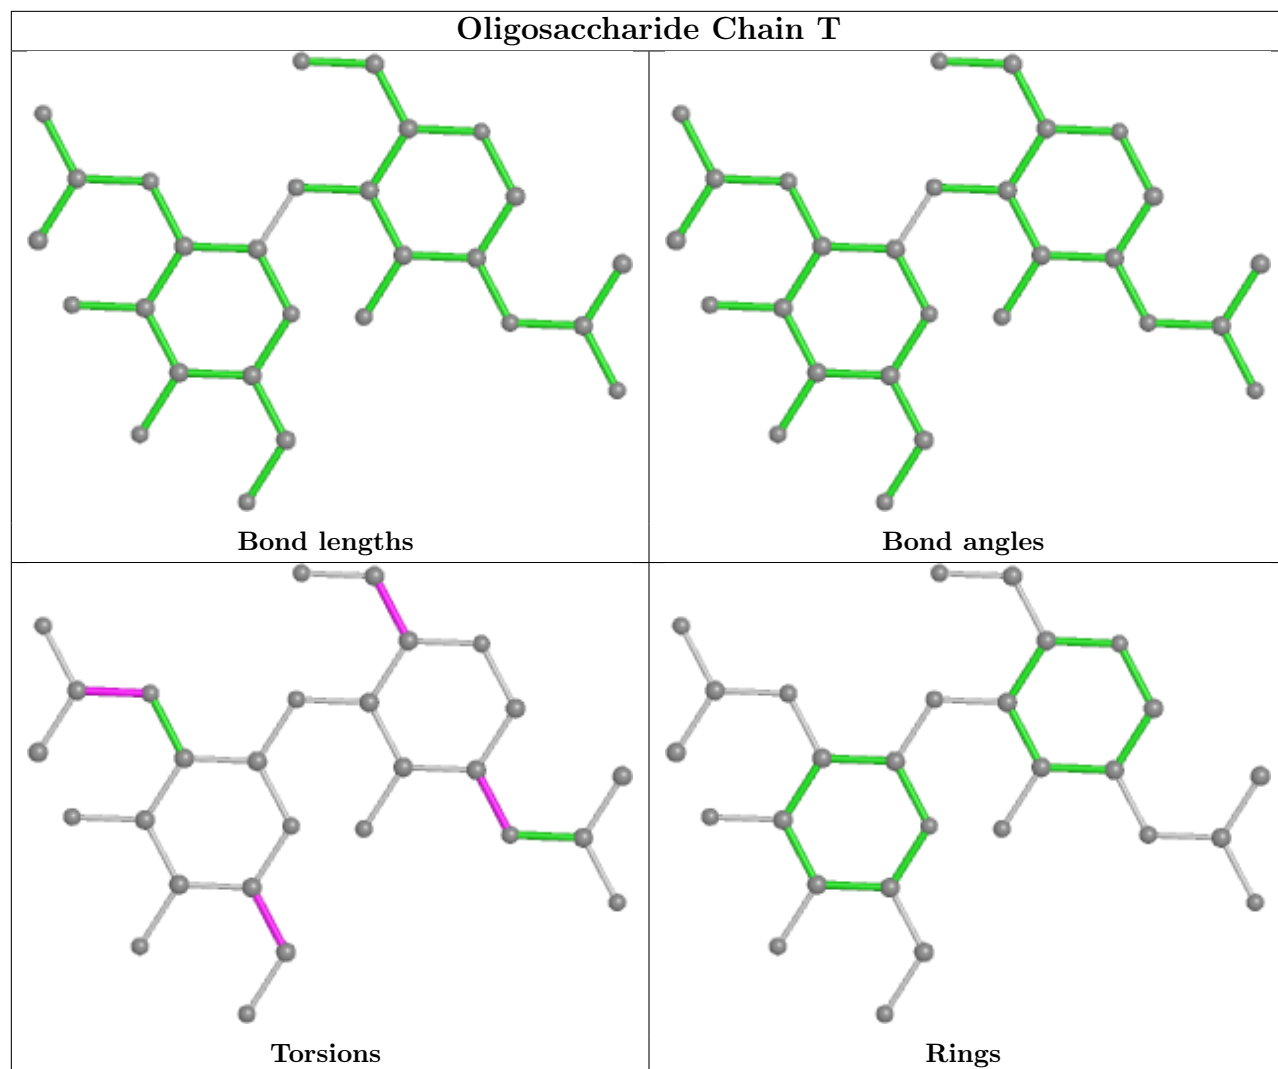 Oligosaccharide Chain T
Bond lengths
Bond angles
Torsions
Rings